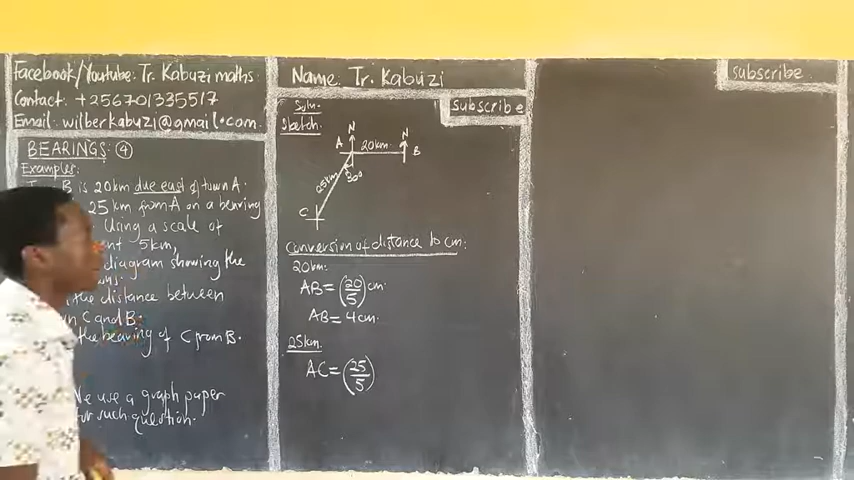 Facebook/Youtube: Tr. Kabuzi maths
Contact: +256701335517
Email: wilberkabuzi@gmail.com
BEARINGS: ④
Examples:
B is 20km due east of town A.
25 km from A on a bearing
Using a scale of
5km,
diagram showing the
the distance between
C and B.
the bearing of C from B.
We use a graph paper
for such question.
Name: Tr. Kabuzi
subscribe
Soln.
Sketch.
N
N
A 20km B
25km
30°
C
Conversion of distance to cm:
20km.
AB = (20/5) cm.
AB = 4cm.
25km.
AC = (25/5)
subscribe